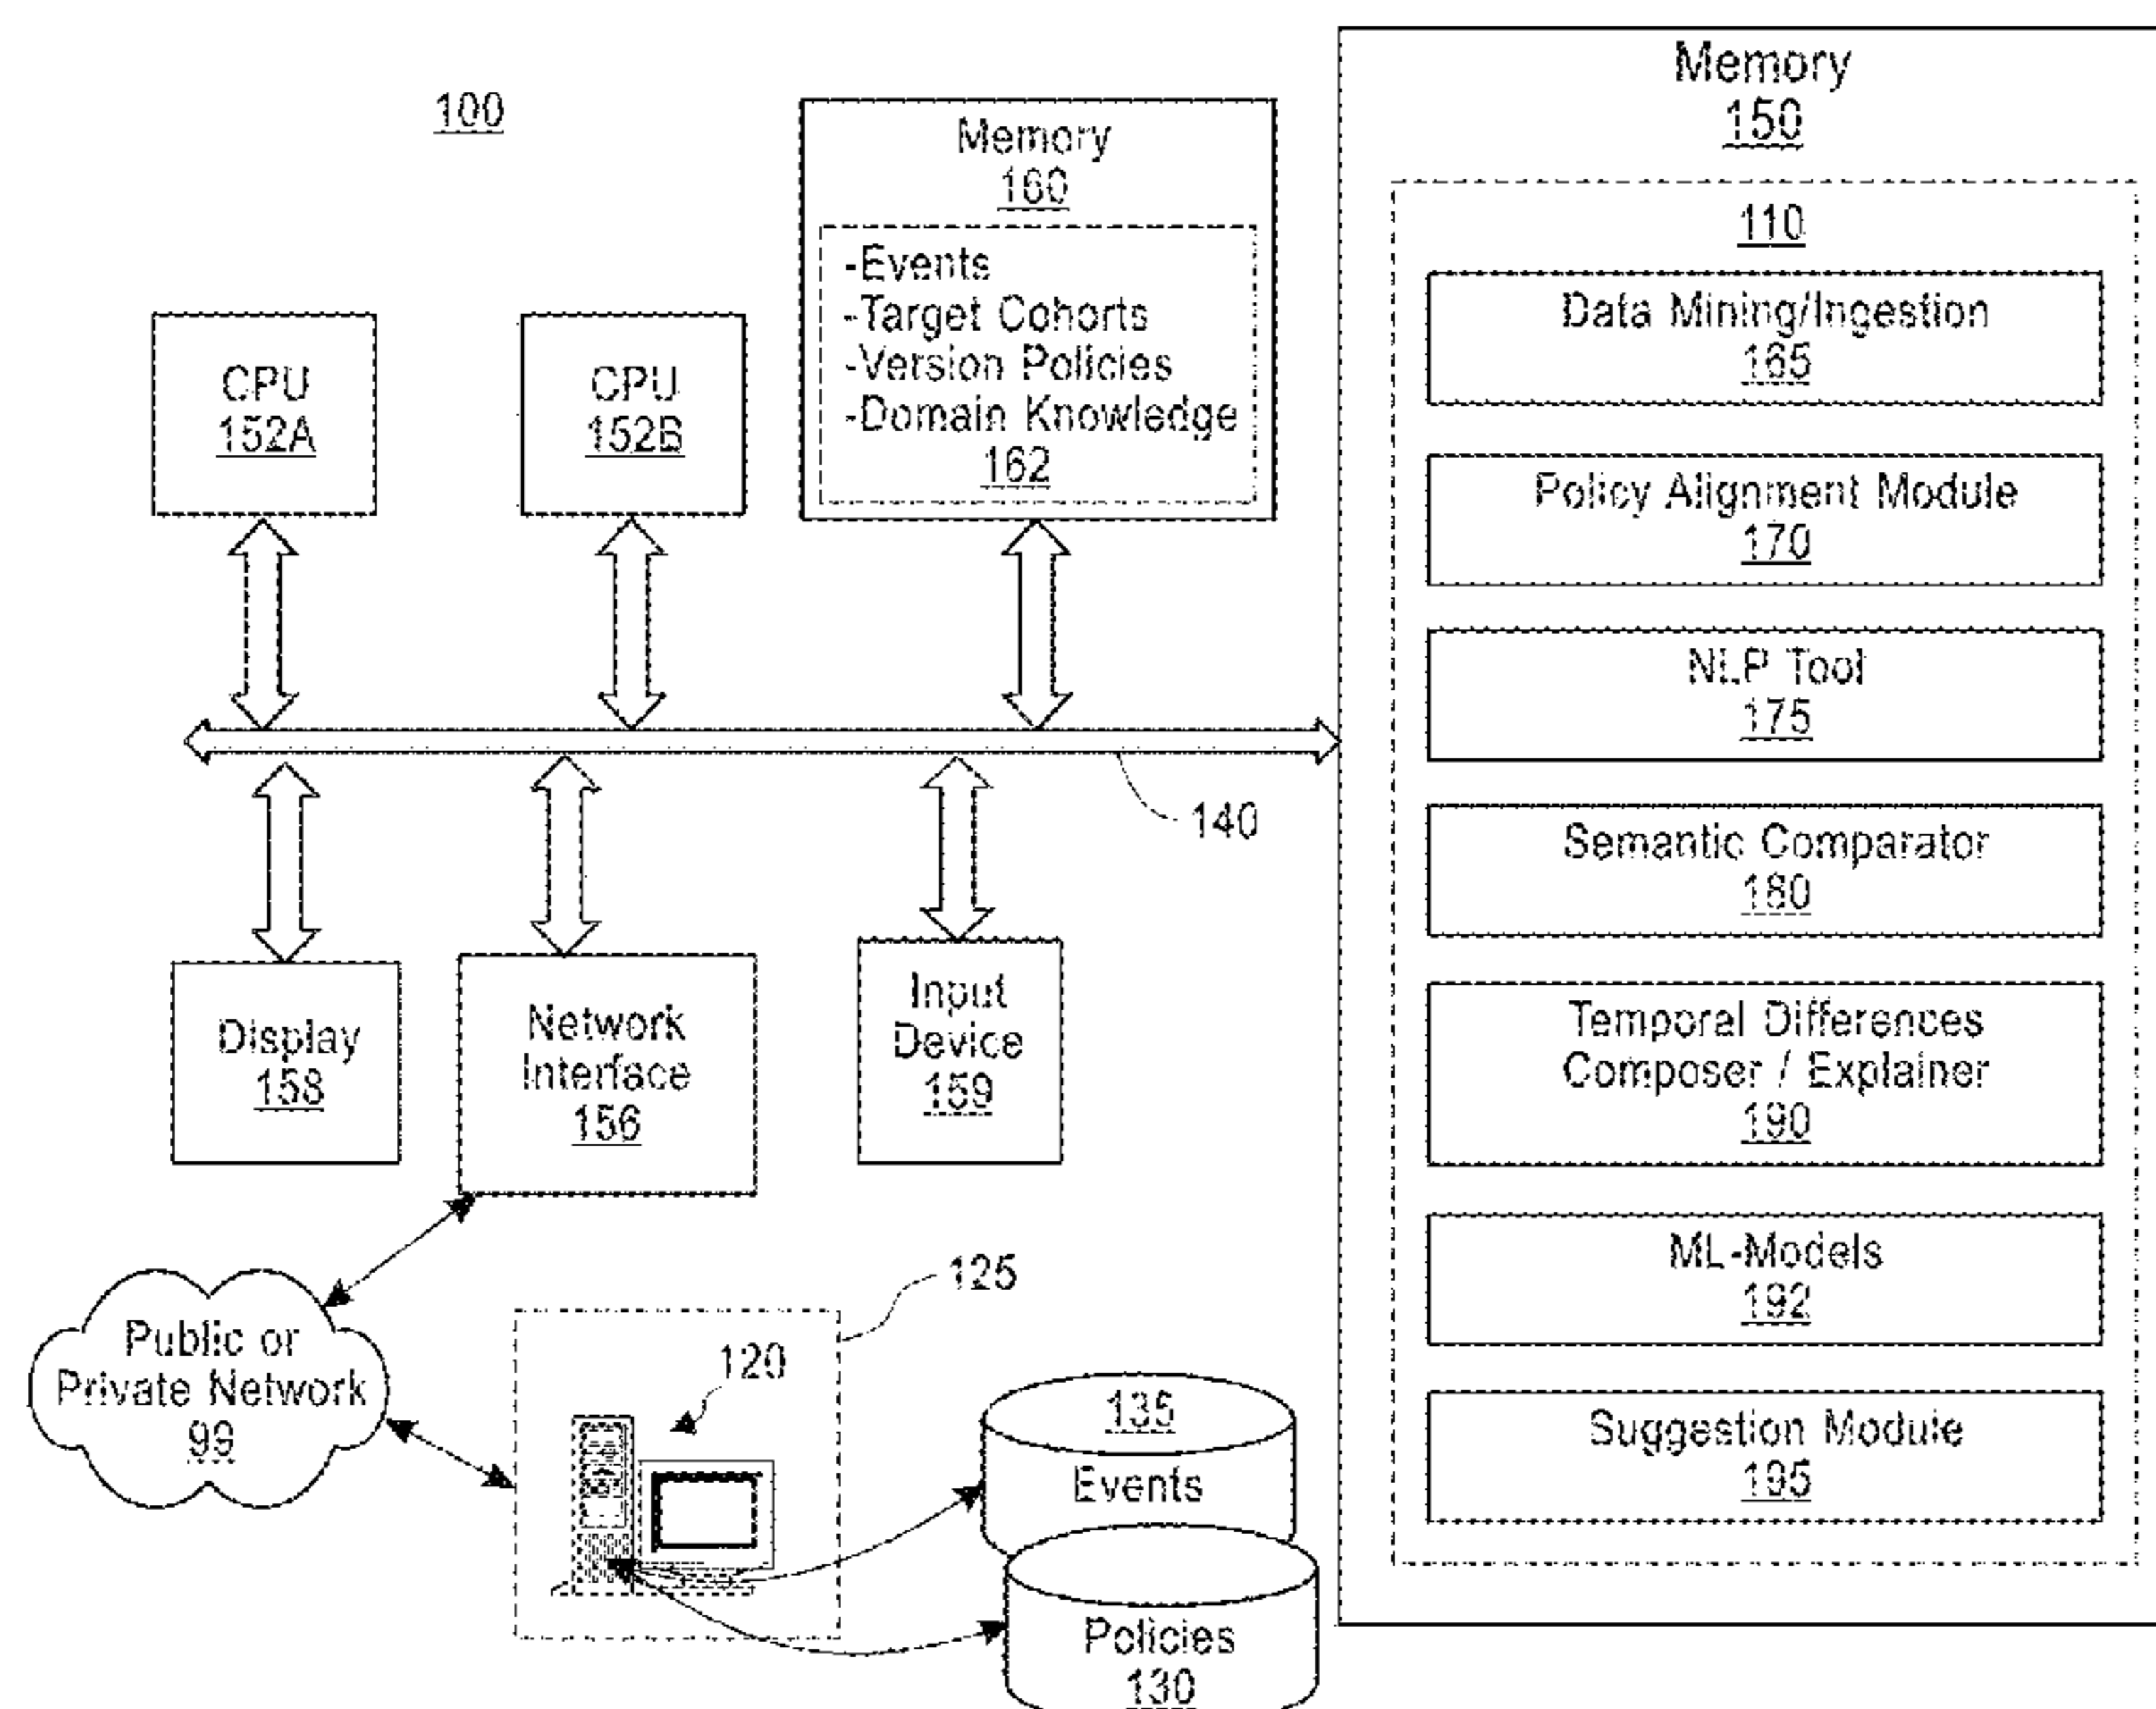 100
Memory
160
-Events
-Target Cohorts
-Version Policies
-Domain Knowledge
162
CPU
152A
CPU
152B
140
Display
158
Network
Interface
156
Input
Device
159
Public or
Private Network
99
125
120
135
Events
Policies
130
Memory
150
110
Data Mining/Ingestion
165
Policy Alignment Module
170
NLP Tool
175
Semantic Comparator
180
Temporal Differences
Composer / Explainer
190
ML-Models
192
Suggestion Module
195